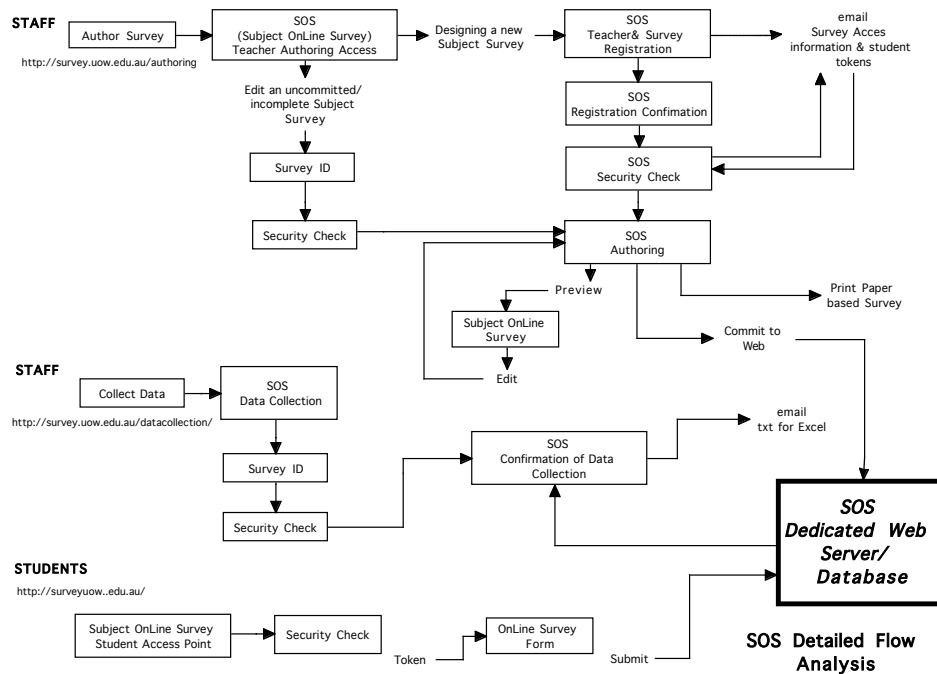 STAFF
Author Survey
http://survey.uow.edu.au/authoring
SOS
(Subject OnLine Survey)
Teacher Authoring Access
Designing a new
Subject Survey
SOS
Teacher& Survey
Registration
email
Survey Acces
information & student
tokens
Edit an uncommitted/
incomplete Subject
Survey
SOS
Registration Confimation
Survey ID
SOS
Security Check
Security Check
SOS
Authoring
Preview
Print Paper
based Survey
Subject OnLine
Survey
Commit to
Web
Edit
STAFF
Collect Data
http://survey.uow.edu.au/datacollection/
SOS
Data Collection
email
txt for Excel
Survey ID
SOS
Confirmation of Data
Collection
Security Check
SOS
Dedicated Web
Server/
Database
STUDENTS
http://surveyuow..edu.au/
Subject OnLine Survey
Student Access Point
Security Check
Token
OnLine Survey
Form
Submit
SOS Detailed Flow
Analysis